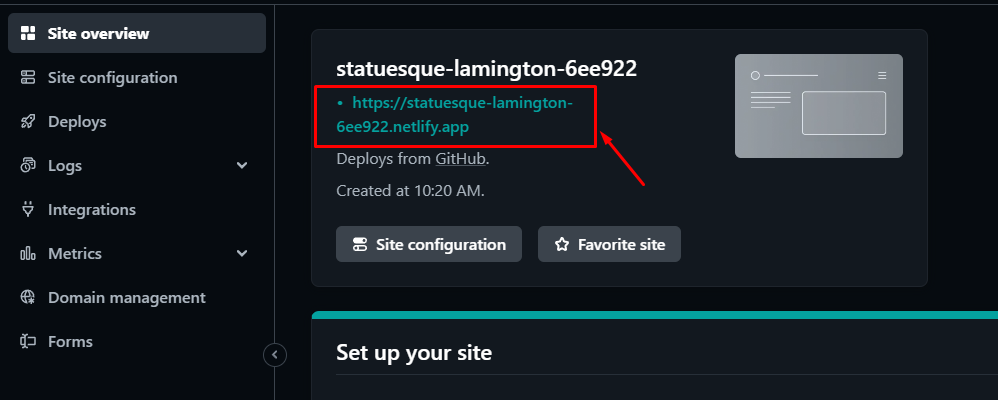 Site overview
Site configuration
Deploys
Logs
Integrations
Metrics
Domain management
Forms
statuesque-lamington-6ee922
• https://statuesque-lamington-
6ee922.netlify.app
Deploys from GitHub.
Created at 10:20 AM.
Site configuration
Favorite site
Set up your site